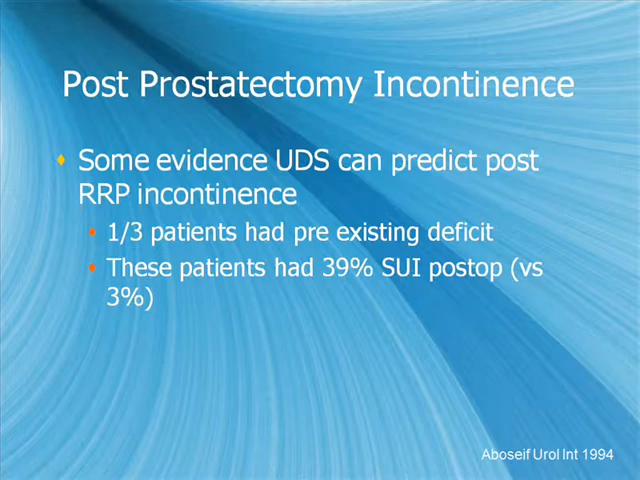 Post Prostatectomy Incontinence
Some evidence UDS can predict post
RRP incontinence
1/3 patients had pre existing deficit
These patients had 39% SUI postop (vs
3%)
Aboseif Urol Int 1994